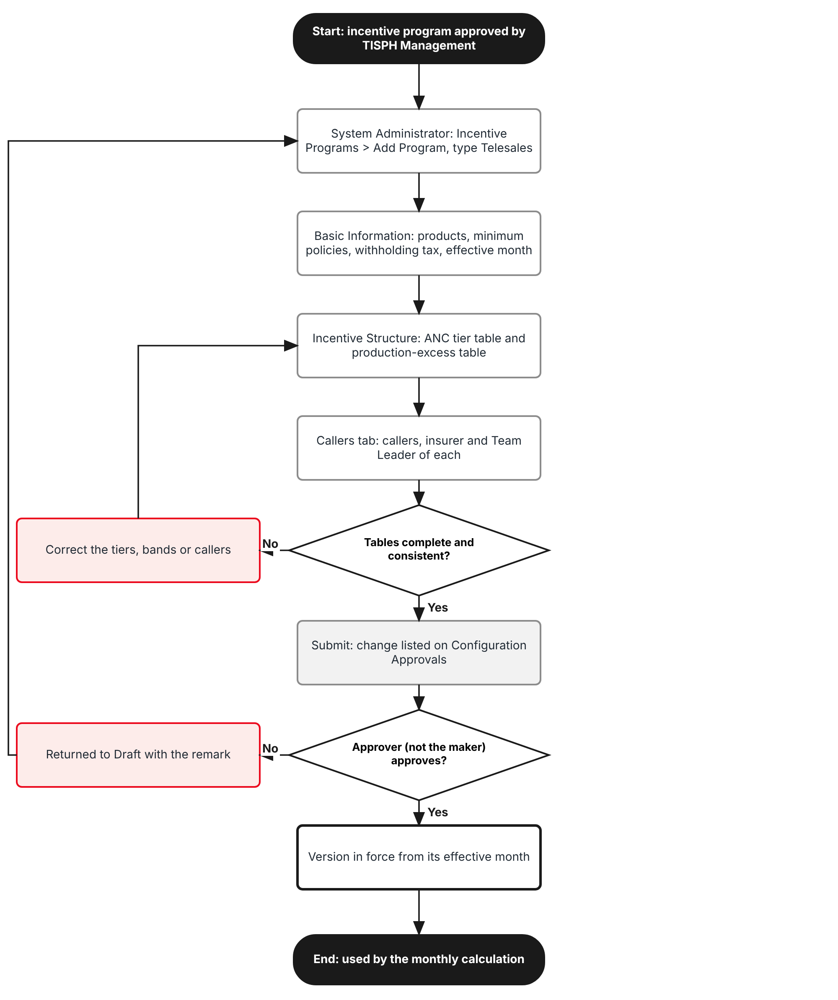 Start: incentive program approved by
TISPH Management
System Administrator: Incentive
Programs > Add Program, type Telesales
Basic Information: products, minimum
policies, withholding tax, effective month
Incentive Structure: ANC tier table and
production-excess table
Callers tab: callers, insurer and Team
Leader of each
Tables complete and
consistent?
No
Correct the tiers, bands or callers
Yes
Submit: change listed on Configuration
Approvals
Approver (not the maker)
approves?
No
Returned to Draft with the remark
Yes
Version in force from its effective month
End: used by the monthly calculation